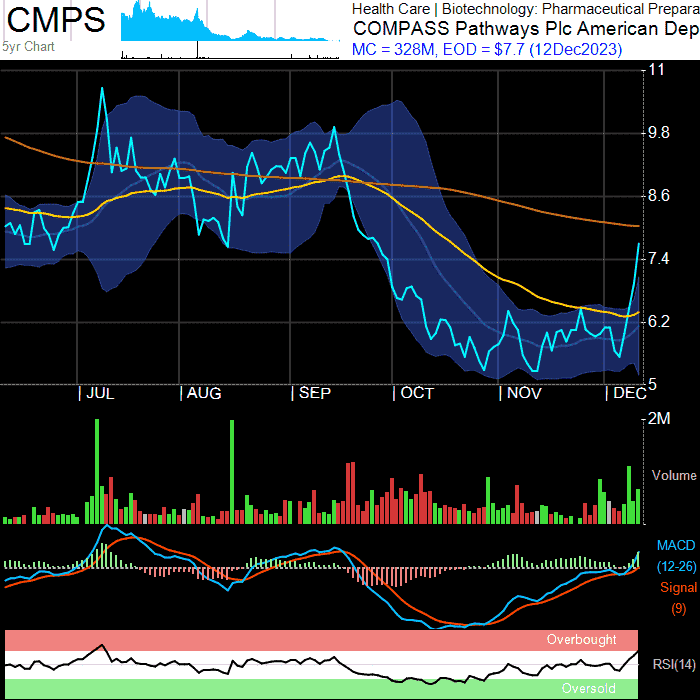 CMPS
5yr Chart
Health Care | Biotechnology: Pharmaceutical Prepara
COMPASS Pathways Plc American Dep
MC = 328M, EOD = $7.7 (12Dec2023)
11
9.8
8.6
7.4
6.2
5
| JUL | AUG | SEP | OCT | NOV | DEC
2M
Volume
MACD
(12-26)
Signal
(9)
Overbought
RSI(14)
Oversold